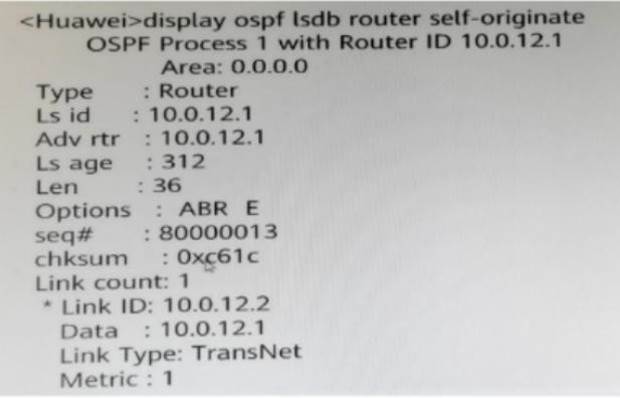 <Huawei>display ospf lsdb router self-originate
OSPF Process 1 with Router ID 10.0.12.1
Area: 0.0.0.0
Type : Router
Ls id : 10.0.12.1
Adv rtr : 10.0.12.1
Ls age : 312
Len : 36
Options : ABR E
seq# : 80000013
chksum : 0xc61c
Link count: 1
* Link ID: 10.0.12.2
Data : 10.0.12.1
Link Type: TransNet
Metric : 1